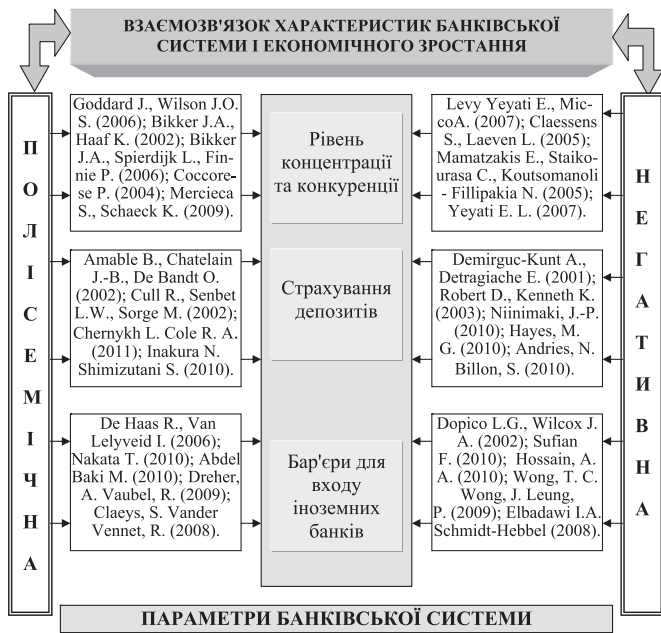 ВЗАЄМОЗВ'ЯЗОК ХАРАКТЕРИСТИК БАНКІВСЬКОЇ
СИСТЕМИ І ЕКОНОМІЧНОГО ЗРОСТАННЯ
ПОЛІСЕМІЧНА
Goddard J., Wilson J.O.
S. (2006); Bikker J.A.,
Haaf K. (2002); Bikker
J.A., Spierdijk L., Fin-
nie P. (2006); Coccore-
se P. (2004); Mercieca
S., Schaeck K. (2009).
Рівень
концентрації
та конкуренції
Levy Yeyati E., Mic-
coA. (2007); Claessens
S., Laeven L. (2005);
Mamatzakis E., Staiko-
urasa C., Koutsomanoli
- Fillipakia N. (2005);
Yeyati E. L. (2007).
Amable B., Chatelain
J.-B., De Bandt O.
(2002); Cull R., Senbet
L.W., Sorge M. (2002);
Chernykh L. Cole R. A.
(2011); Inakura N.
Shimizutani S. (2010).
Страхування
депозитів
Demirguc-Kunt A.,
Detragiache E. (2001);
Robert D., Kenneth K.
(2003); Niinimaki, J.-P.
(2010); Hayes, M.
G. (2010); Andries, N.
Billon, S. (2010).
De Haas R., Van
Lelyveid I. (2006);
Nakata T. (2010); Abdel
Baki M. (2010); Dreher,
A. Vaubel, R. (2009);
Claeys, S. Vander
Vennet, R. (2008).
Бар'єри для
входу
іноземних
банків
Dopico L.G., Wilcox J.
A. (2002); Sufian
F. (2010); Hossain, A.
A. (2010); Wong, T. C.
Wong, J. Leung,
P. (2009); Elbadawi I.A.
Schmidt-Hebbel (2008).
НЕГАТИВНА
ПАРАМЕТРИ БАНКІВСЬКОЇ СИСТЕМИ